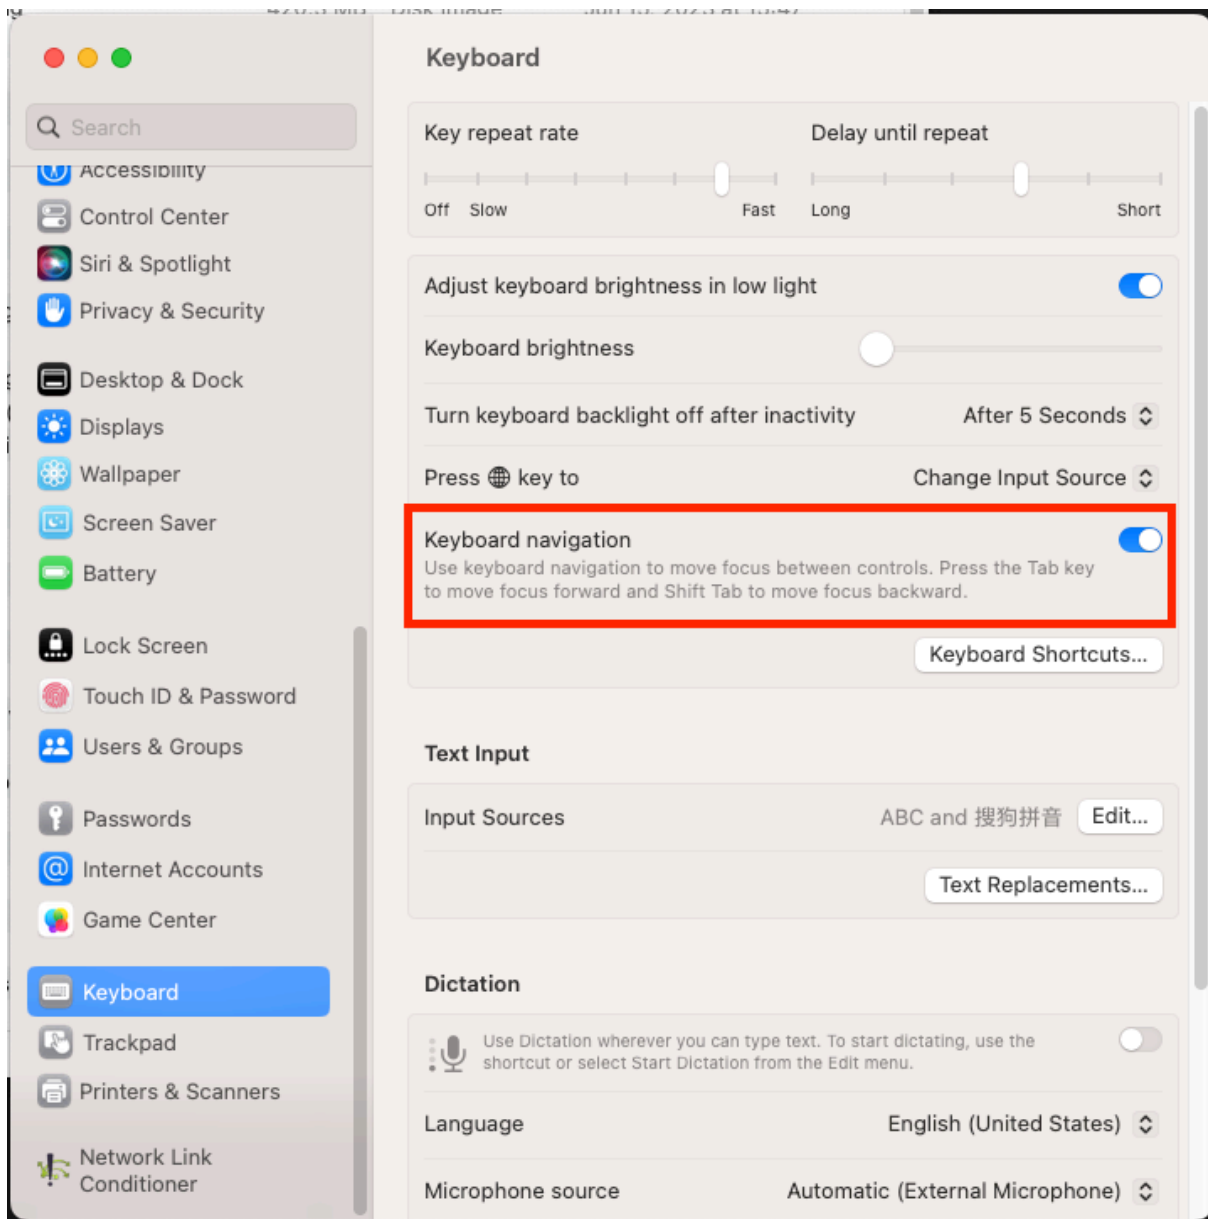 Keyboard
Search
Accessibility
Control Center
Siri & Spotlight
Privacy & Security
Desktop & Dock
Displays
Wallpaper
Screen Saver
Battery
Lock Screen
Touch ID & Password
Users & Groups
Passwords
Internet Accounts
Game Center
Keyboard
Trackpad
Printers & Scanners
Network Link
Conditioner
Key repeat rate
Off Slow Fast
Delay until repeat
Long Short
Adjust keyboard brightness in low light
Keyboard brightness
Turn keyboard backlight off after inactivity After 5 Seconds
Press key to Change Input Source
Keyboard navigation
Use keyboard navigation to move focus between controls. Press the Tab key
to move focus forward and Shift Tab to move focus backward.
Keyboard Shortcuts...
Text Input
Input Sources ABC and 搜狗拼音 Edit...
Text Replacements...
Dictation
Use Dictation wherever you can type text. To start dictating, use the
shortcut or select Start Dictation from the Edit menu.
Language English (United States)
Microphone source Automatic (External Microphone)